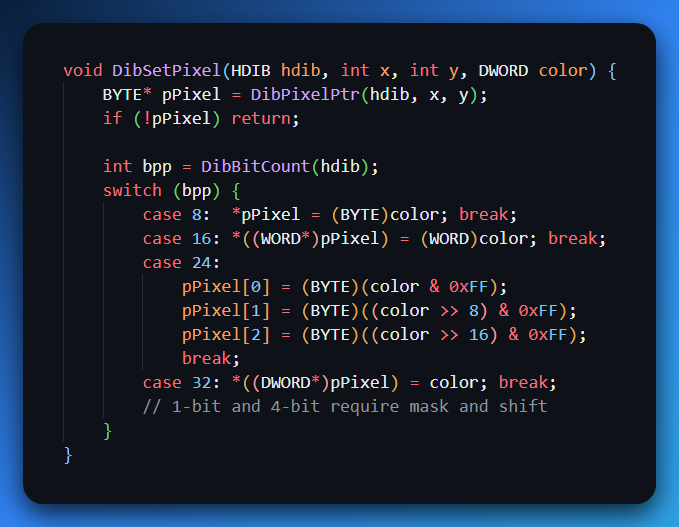 void DibSetPixel(HDIB hdib, int x, int y, DWORD color) {
    BYTE* pPixel = DibPixelPtr(hdib, x, y);
    if (!pPixel) return;

    int bpp = DibBitCount(hdib);
    switch (bpp) {
        case 8:  *pPixel = (BYTE)color; break;
        case 16: *((WORD*)pPixel) = (WORD)color; break;
        case 24:
            pPixel[0] = (BYTE)(color & 0xFF);
            pPixel[1] = (BYTE)((color >> 8) & 0xFF);
            pPixel[2] = (BYTE)((color >> 16) & 0xFF);
            break;
        case 32: *((DWORD*)pPixel) = color; break;
        // 1-bit and 4-bit require mask and shift
    }
}